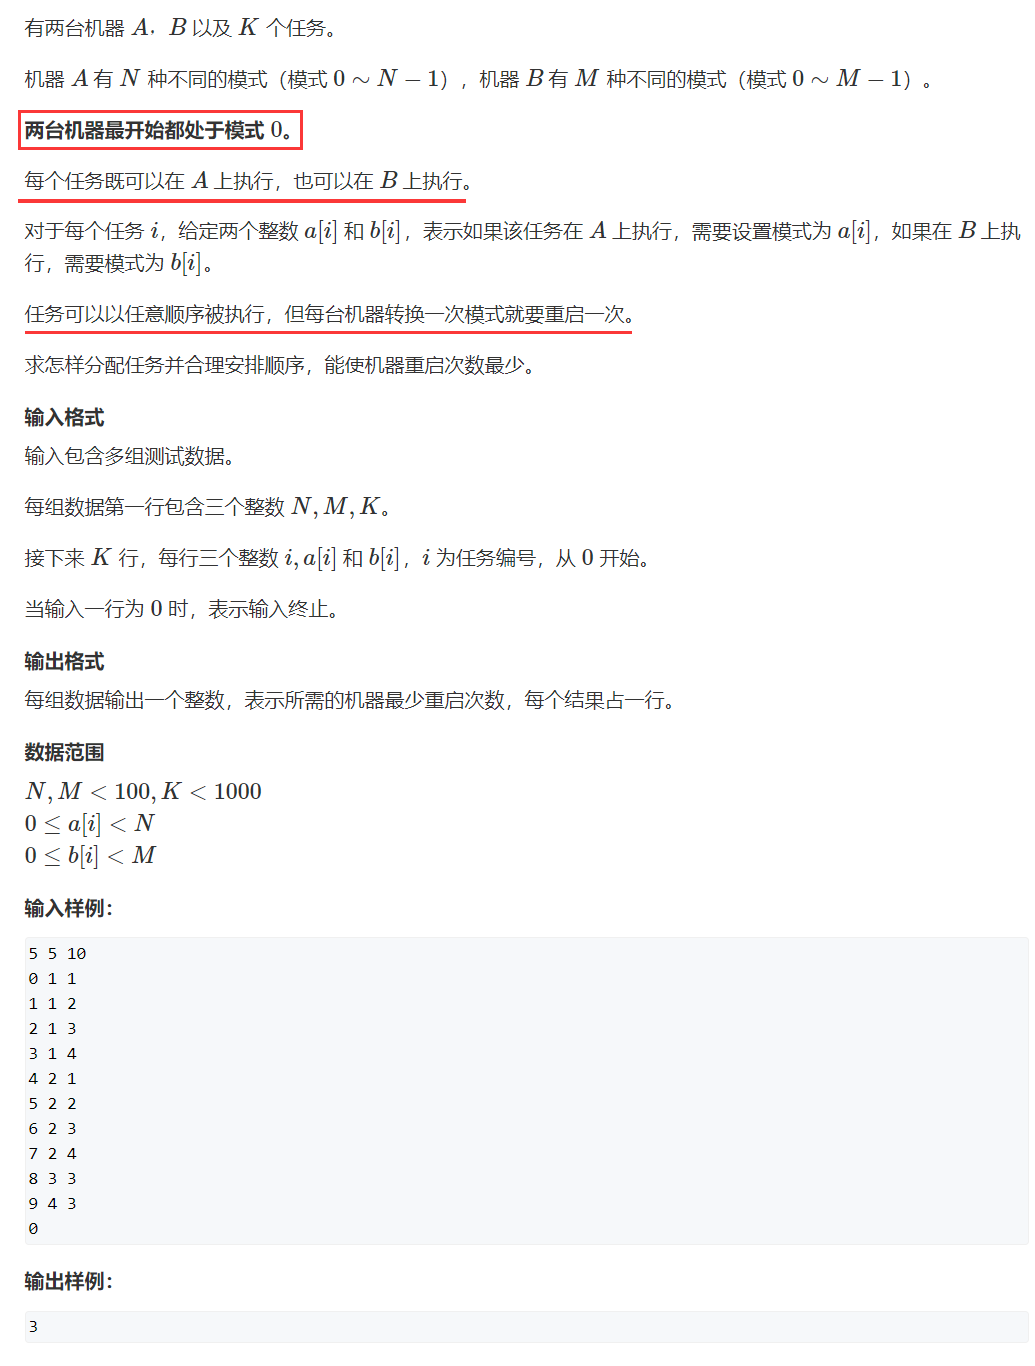 有两台机器 A，B 以及 K 个任务。
机器 A 有 N 种不同的模式（模式 0 ∼ N − 1），机器 B 有 M 种不同的模式（模式 0 ∼ M − 1）。
两台机器最开始都处于模式 0。
每个任务既可以在 A 上执行，也可以在 B 上执行。
对于每个任务 i，给定两个整数 a[i] 和 b[i]，表示如果该任务在 A 上执行，需要设置模式为 a[i]，如果在 B 上执
行，需要模式为 b[i]。
任务可以以任意顺序被执行，但每台机器转换一次模式就要重启一次。
求怎样分配任务并合理安排顺序，能使机器重启次数最少。
输入格式
输入包含多组测试数据。
每组数据第一行包含三个整数 N, M, K。
接下来 K 行，每行三个整数 i, a[i] 和 b[i]，i 为任务编号，从 0 开始。
当输入一行为 0 时，表示输入终止。
输出格式
每组数据输出一个整数，表示所需的机器最少重启次数，每个结果占一行。
数据范围
N, M < 100, K < 1000
0 ≤ a[i] < N
0 ≤ b[i] < M
输入样例：
5 5 10
0 1 1
1 1 2
2 1 3
3 1 4
4 2 1
5 2 2
6 2 3
7 2 4
8 3 3
9 4 3
0
输出样例：
3